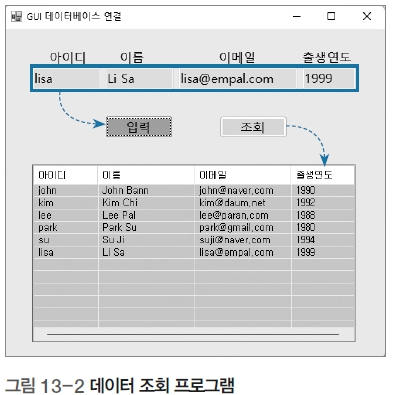 GUI 데이터베이스 연결
아이디 이름 이메일 출생연도
lisa Li Sa lisa@empal.com 1999
입력 조회
아이디 이름 이메일 출생연도
john John Bann john@naver.com 1990
kim Kim Chi kim@daum.net 1992
lee Lee Pal lee@paran.com 1988
park Park Su park@gmail.com 1980
su Su Ji suji@naver.com 1994
lisa Li Sa lisa@empal.com 1999
그림 13-2 데이터 조회 프로그램